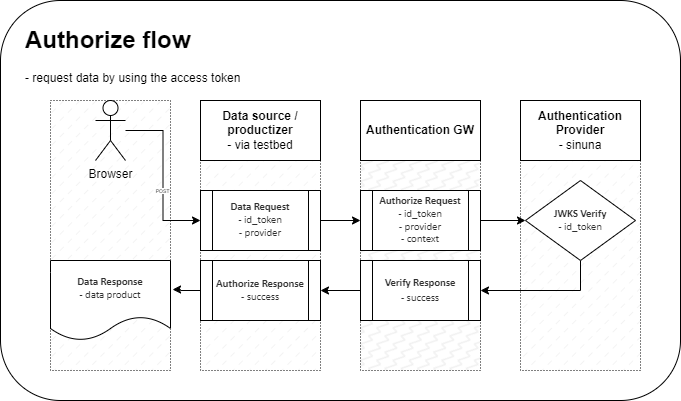 Authorize flow
- request data by using the access token
Data source /
productizer
- via testbed
Authentication GW
Authentication
Provider
- sinuna
Browser
POST
Data Request
- id_token
- provider
Authorize Request
- id_token
- provider
- context
JWKS Verify
- id_token
Data Response
- data product
Authorize Response
- success
Verify Response
- success